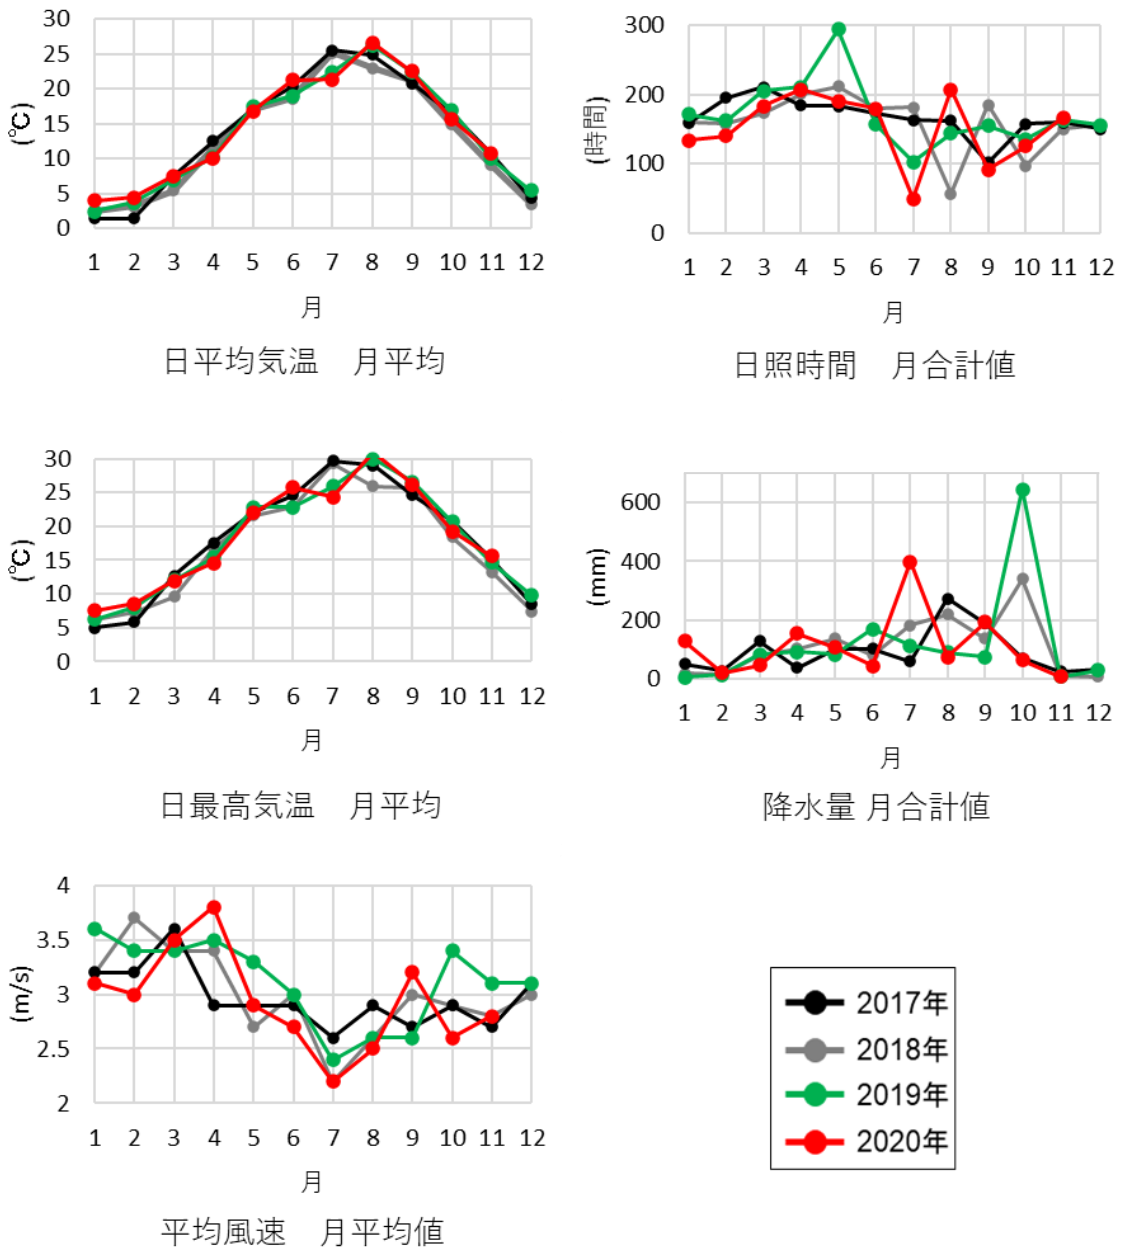 30
25
20
15
10
5
0
(℃)
1 2 3 4 5 6 7 8 9 10 11 12
月
日平均気温 月平均
300
200
100
0
(時間)
1 2 3 4 5 6 7 8 9 10 11 12
月
日照時間 月合計値
30
25
20
15
10
5
0
(℃)
1 2 3 4 5 6 7 8 9 10 11 12
月
日最高気温 月平均
600
400
200
0
(mm)
1 2 3 4 5 6 7 8 9 10 11 12
月
降水量 月合計値
4
3.5
3
2.5
2
(m/s)
1 2 3 4 5 6 7 8 9 10 11 12
月
平均風速 月平均値
2017年
2018年
2019年
2020年